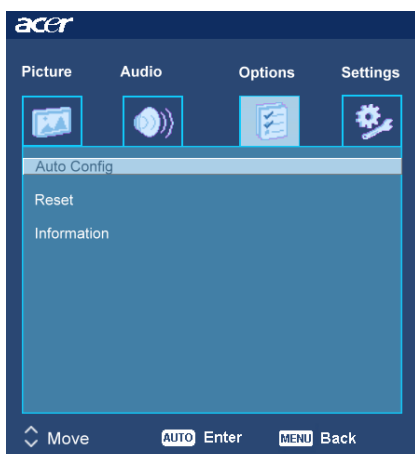 acer
Picture Audio Options Settings
Auto Config
Reset
Information
Move AUTO Enter MENU Back